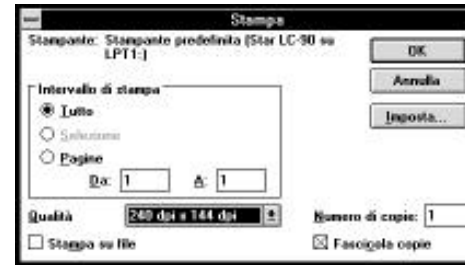 Stampa
Stampante: Stampante predefinita (Star LC-90 su
LPT1:)
OK
Annulla
Imposta...
Intervallo di stampa
Tutto
Selezione
Pagine
Da: 1 A: 1
Qualità 240 dpi x 144 dpi Numero di copie: 1
Stampa su file Fascicola copie